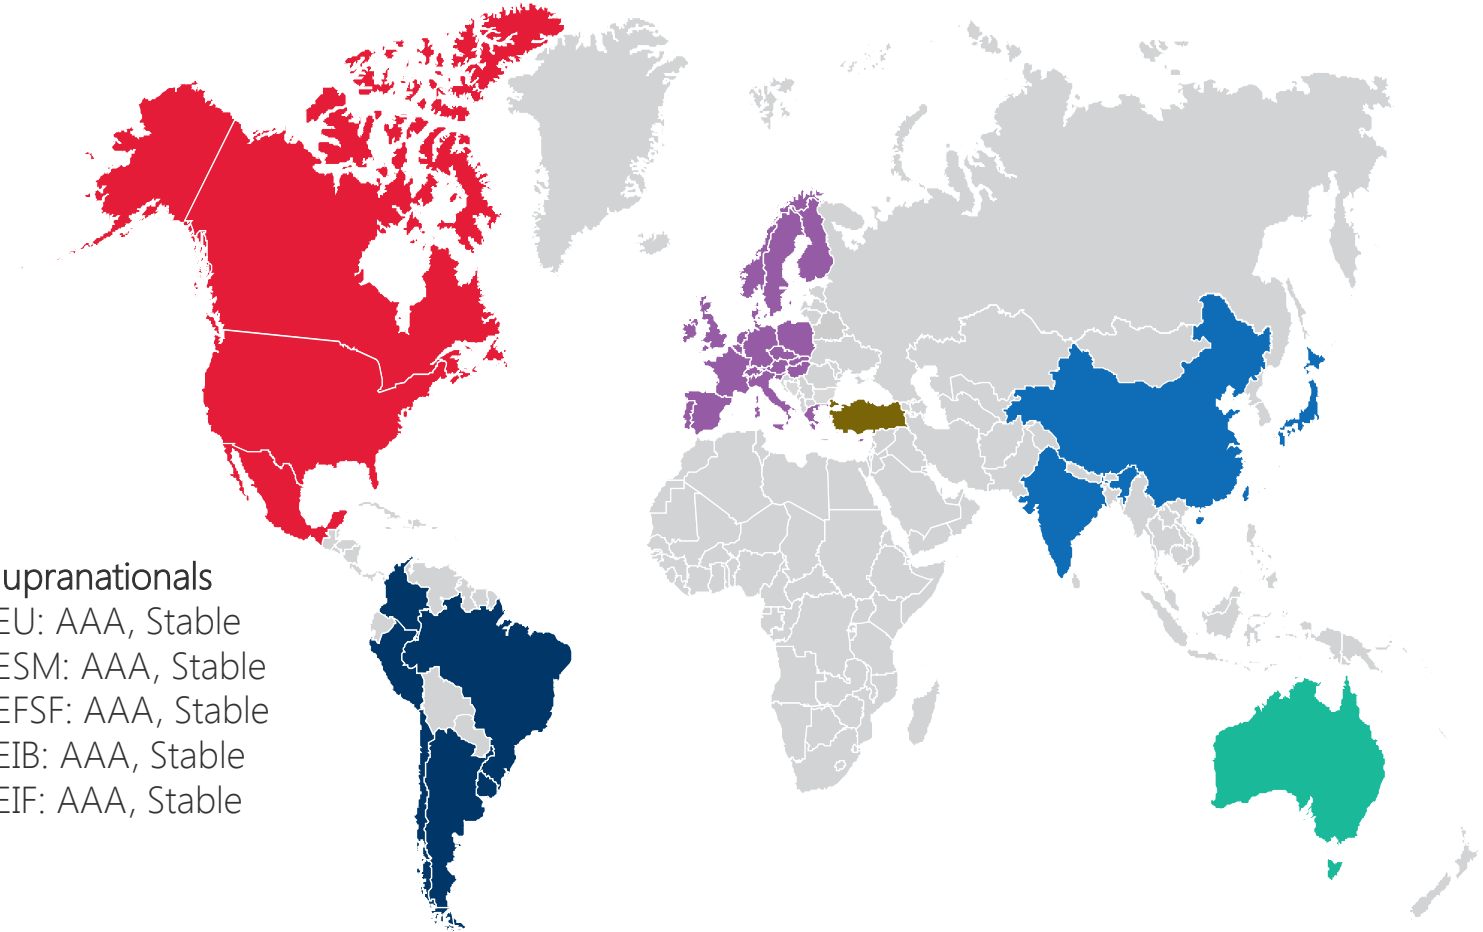 upranationals
EU: AAA, Stable
ESM: AAA, Stable
EFSF: AAA, Stable
EIB: AAA, Stable
EIF: AAA, Stable